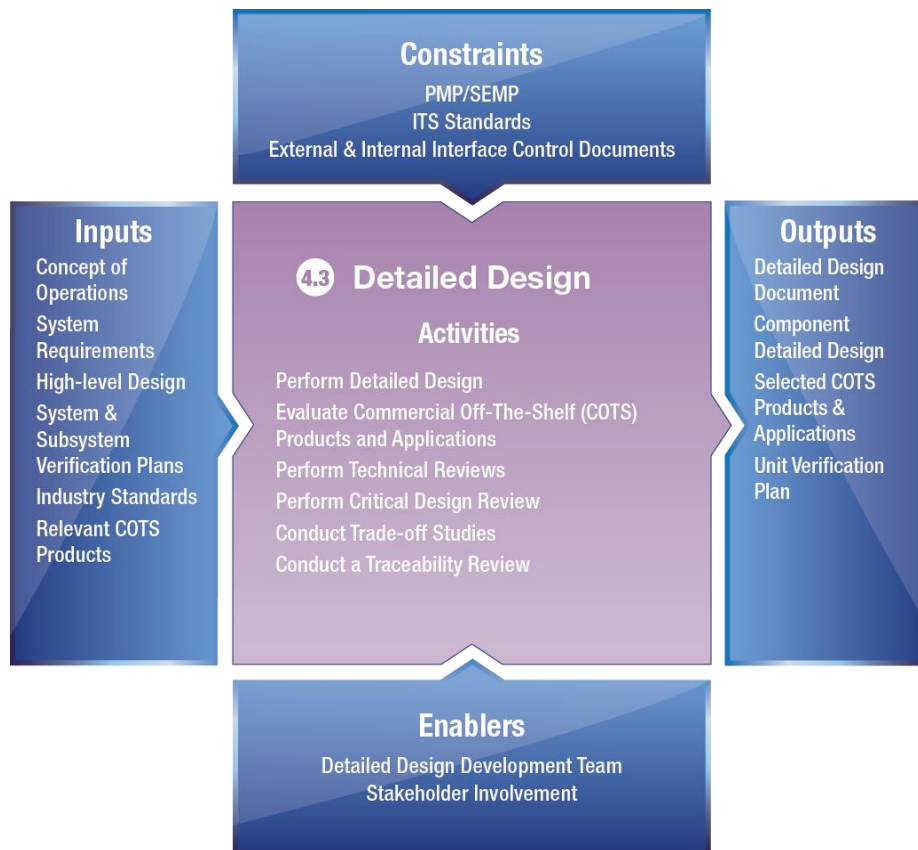 Constraints
PMP/SEMP
ITS Standards
External & Internal Interface Control Documents
Inputs
Concept of
Operations
System
Requirements
High-level Design
System &
Subsystem
Verification Plans
Industry Standards
Relevant COTS
Products
4.3 Detailed Design
Activities
Perform Detailed Design
Evaluate Commercial Off-The-Shelf (COTS)
Products and Applications
Perform Technical Reviews
Perform Critical Design Review
Conduct Trade-off Studies
Conduct a Traceability Review
Outputs
Detailed Design
Document
Component
Detailed Design
Selected COTS
Products &
Applications
Unit Verification
Plan
Enablers
Detailed Design Development Team
Stakeholder Involvement